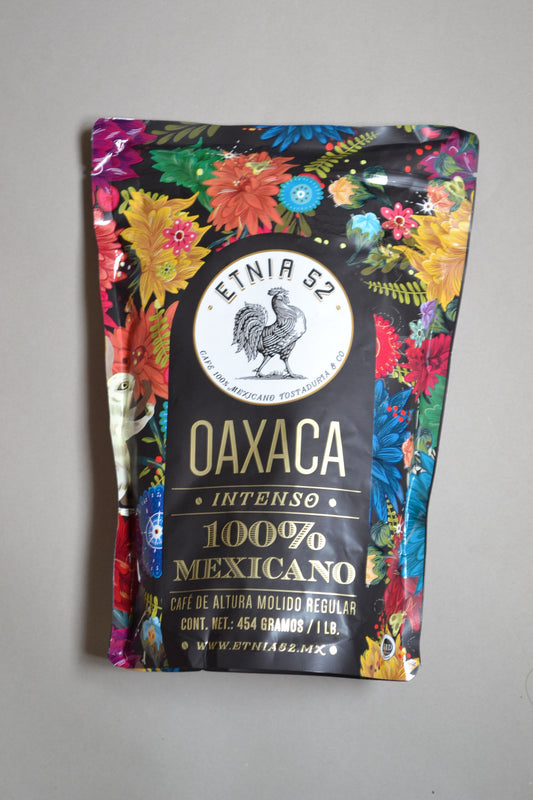 ETNIA 52
CAFÉ 100% MEXICANO TOSTADURIA & CO
OAXACA
INTENSO
100%
MEXICANO
CAFÉ DE ALTURA MOLIDO REGULAR
CONT. NET.: 454 GRAMOS / 1 LB.
WWW.ETNIA52.MX